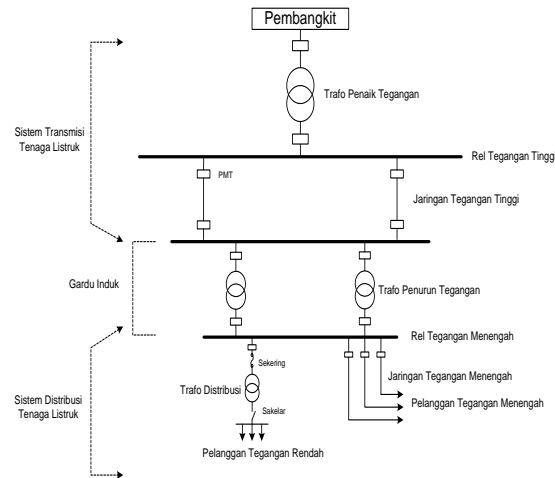 Pembangkit
Trafo Penaik Tegangan
Sistem Transmisi
Tenaga Listruk
Rel Tegangan Tinggi
PMT
Jaringan Tegangan Tinggi
Gardu Induk
Trafo Penurun Tegangan
Rel Tegangan Menengah
Sekering
Jaringan Tegangan Menengah
Trafo Distribusi
Sistem Distribusi
Tenaga Listruk
Sakelar
Pelanggan Tegangan Menengah
Pelanggan Tegangan Rendah